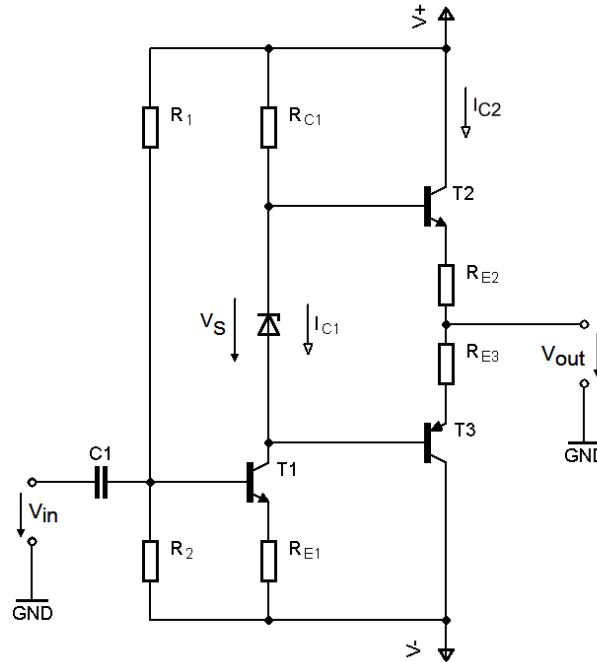 V+
R1
RC1
IC2
T2
RE2
VS
IC1
RE3
Vout
T3
GND
C1
T1
Vin
R2
RE1
GND
V-